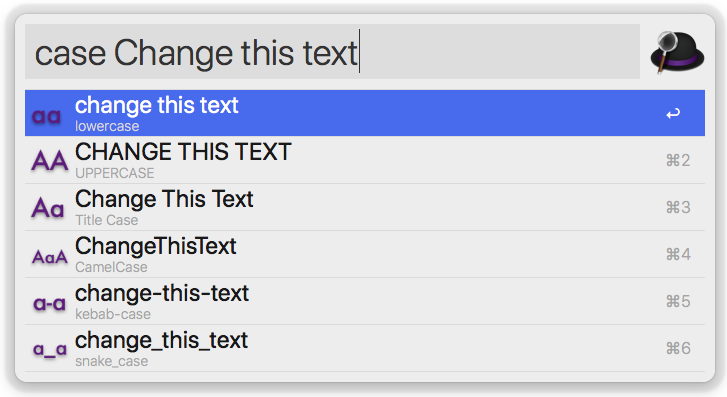 case Change this text
aa change this text ↩
lowercase
AA CHANGE THIS TEXT ⌘2
UPPERCASE
Aa Change This Text ⌘3
Title Case
AaA ChangeThisText ⌘4
CamelCase
a-a change-this-text ⌘5
kebab-case
a_a change_this_text ⌘6
snake_case